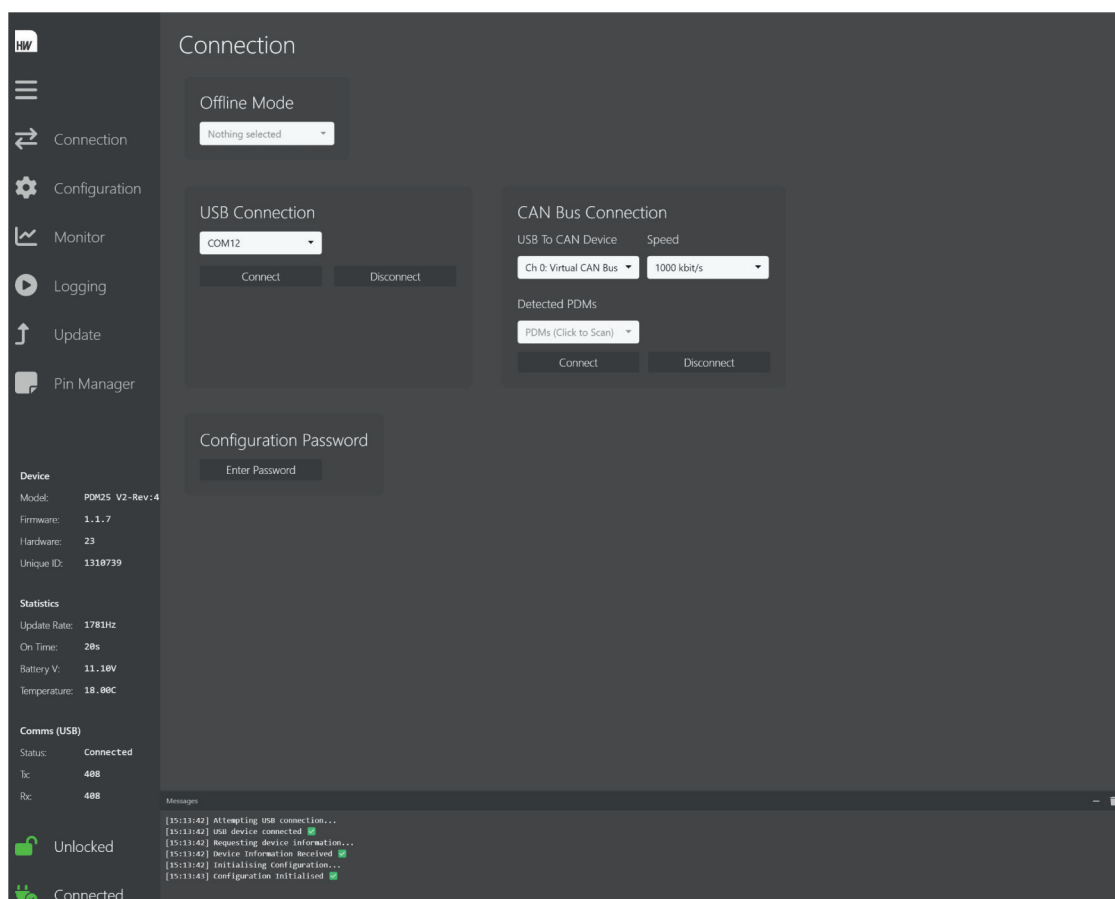 HW
Connection
Offline Mode
Nothing selected
Connection
Configuration
Monitor
Logging
Update
Pin Manager
USB Connection
COM12
Connect Disconnect
CAN Bus Connection
USB To CAN Device Speed
Ch 0: Virtual CAN Bus 1000 kbit/s
Detected PDMs
PDMs (Click to Scan)
Connect Disconnect
Configuration Password
Enter Password
Device
Model: PDM25 V2-Rev:4
Firmware: 1.1.7
Hardware: 23
Unique ID: 1310739
Statistics
Update Rate: 1781Hz
On Time: 20s
Battery V: 11.10V
Temperature: 18.00C
Comms (USB)
Status: Connected
Tx: 408
Rx: 408
Unlocked
Connected
Messages
[15:13:42] Attempting USB connection...
[15:13:42] USB device connected ✅
[15:13:42] Requesting device information...
[15:13:42] Device Information Received ✅
[15:13:42] Initialising Configuration...
[15:13:43] Configuration Initialised ✅